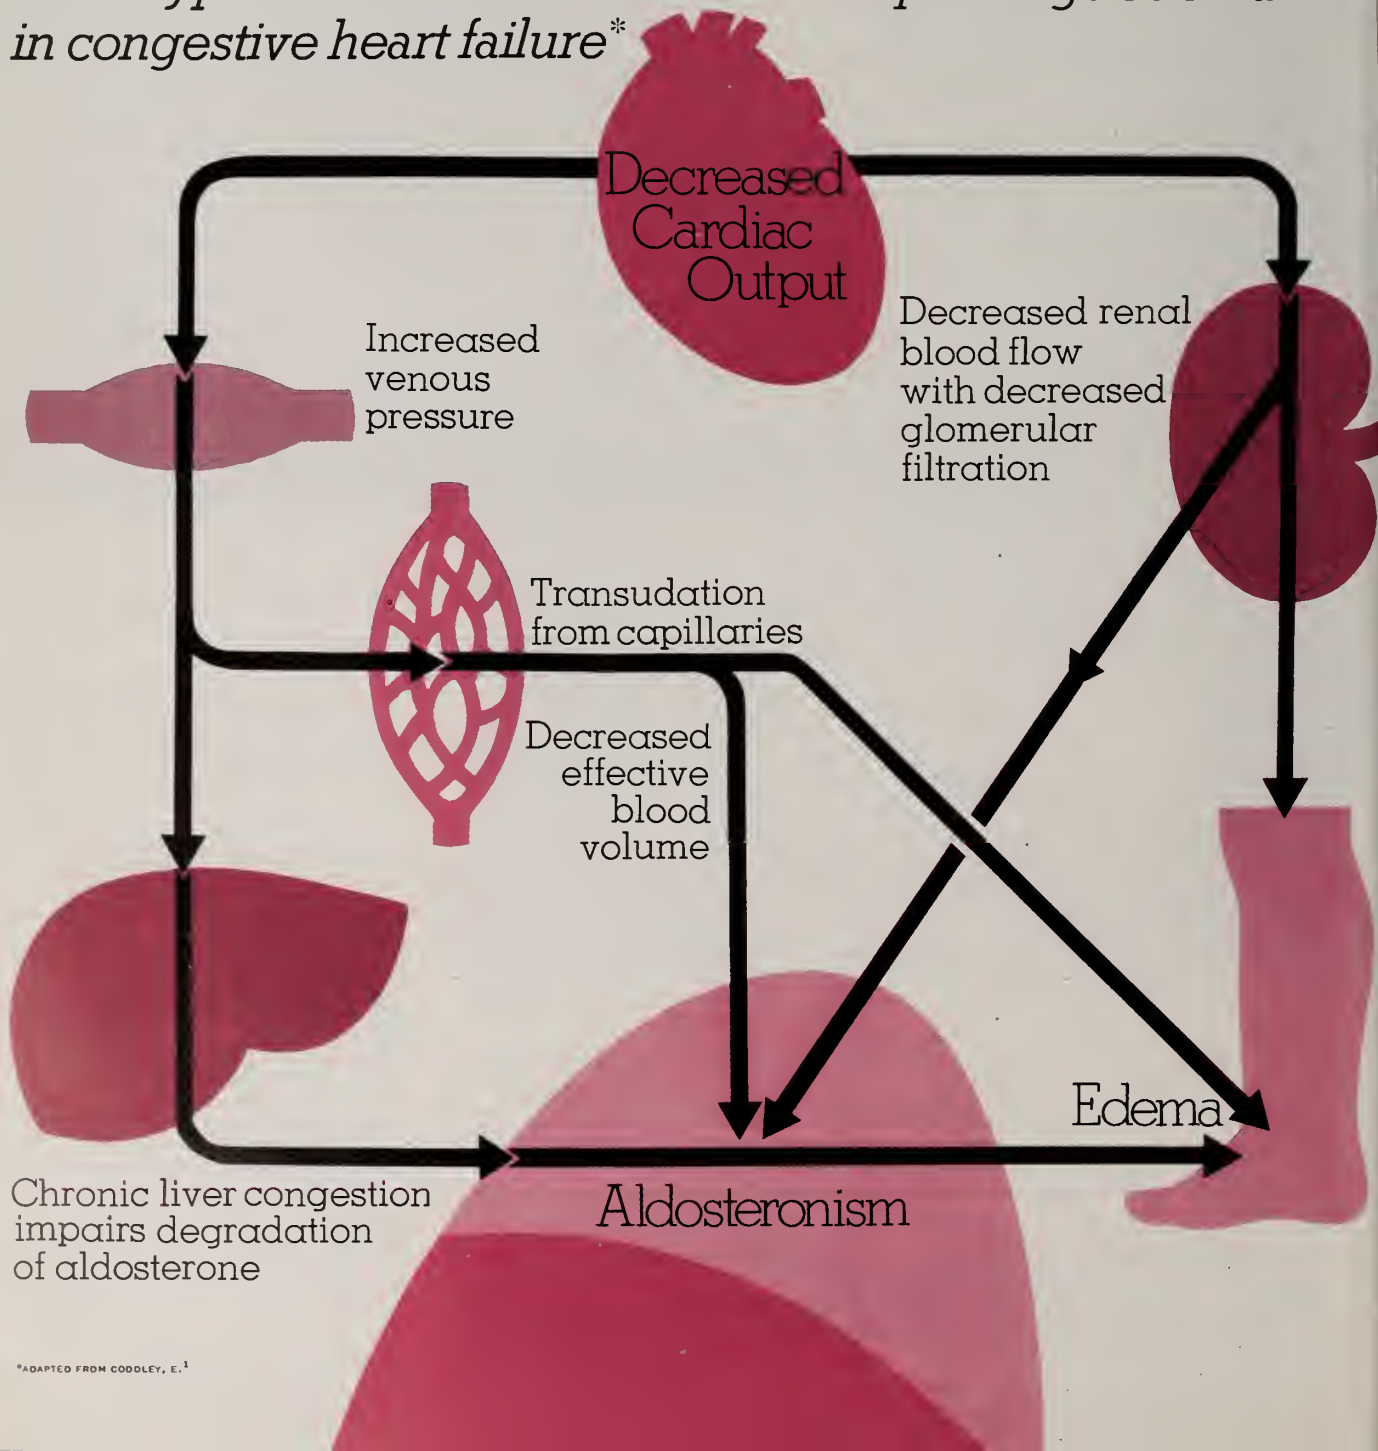 in congestive heart failure*
Decreased
Cardiac
Output
Increased
venous
pressure
Decreased renal
blood flow
with decreased
glomerular
filtration
Transudation
from capillaries
Decreased
effective
blood
volume
Edema
Chronic liver congestion
impairs degradation
of aldosterone
Aldosteronism
*ADAPTED FROM CODDLEY, E.1